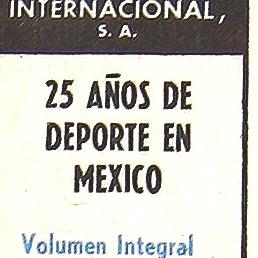 INTERNACIONAL,
S. A.
25 AÑOS DE
DEPORTE EN
MEXICO
Volumen Integral